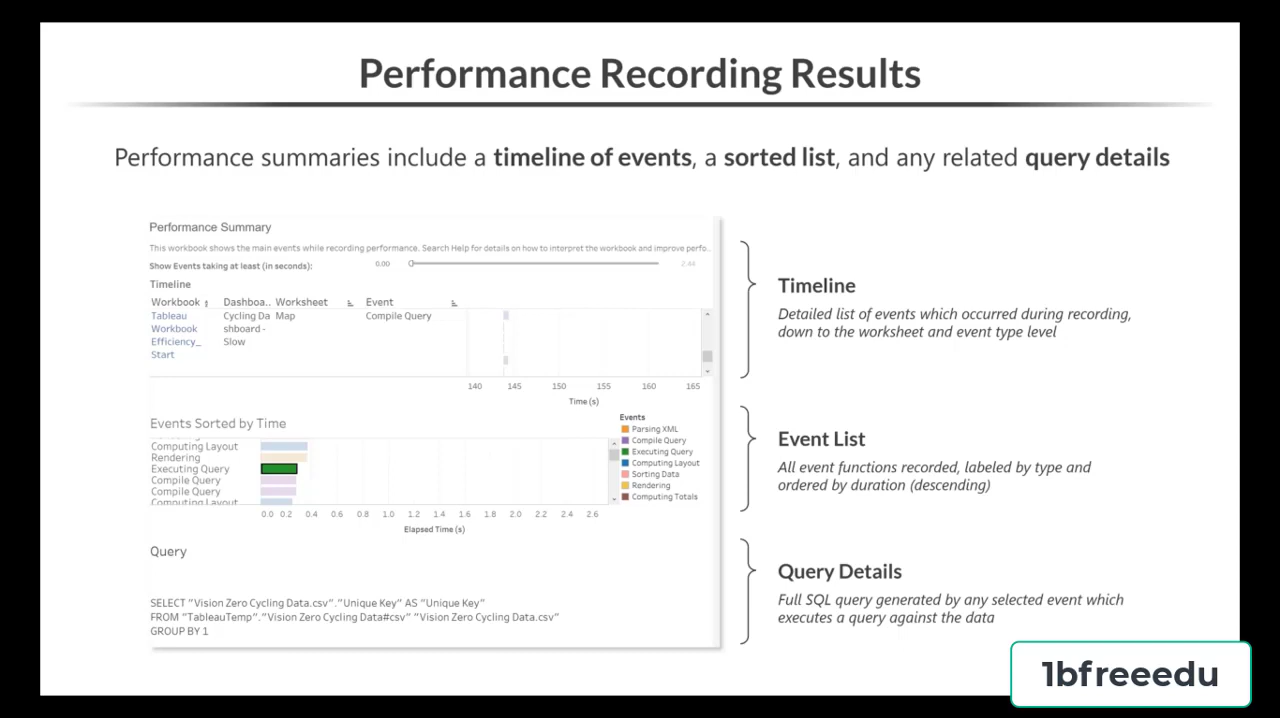 Performance Recording Results
Performance summaries include a timeline of events, a sorted list, and any related query details
Performance Summary
This workbook shows the main events while recording performance. Search Help for details on how to interpret the workbook and improve perfo..
Show Events taking at least (in seconds):
0.00
2.44
Timeline
Workbook Dashboa.. Worksheet Event
Tableau Cycling Da Map Compile Query
Workbook shboard -
Efficiency_ Slow
Start
140 145 150 155 160 165
Time (s)
Events Sorted by Time
Computing Layout
Rendering
Executing Query
Compile Query
Compile Query
Computing Layout
0.0 0.2 0.4 0.6 0.8 1.0 1.2 1.4 1.6 1.8 2.0 2.2 2.4 2.6
Elapsed Time (s)
Events
Parsing XML
Compile Query
Executing Query
Computing Layout
Sorting Data
Rendering
Computing Totals
Query
SELECT "Vision Zero Cycling Data.csv"."Unique Key" AS "Unique Key"
FROM "TableauTemp"."Vision Zero Cycling Data#csv" "Vision Zero Cycling Data.csv"
GROUP BY 1
Timeline
Detailed list of events which occurred during recording,
down to the worksheet and event type level
Event List
All event functions recorded, labeled by type and
ordered by duration (descending)
Query Details
Full SQL query generated by any selected event which
executes a query against the data
1bfreeedu